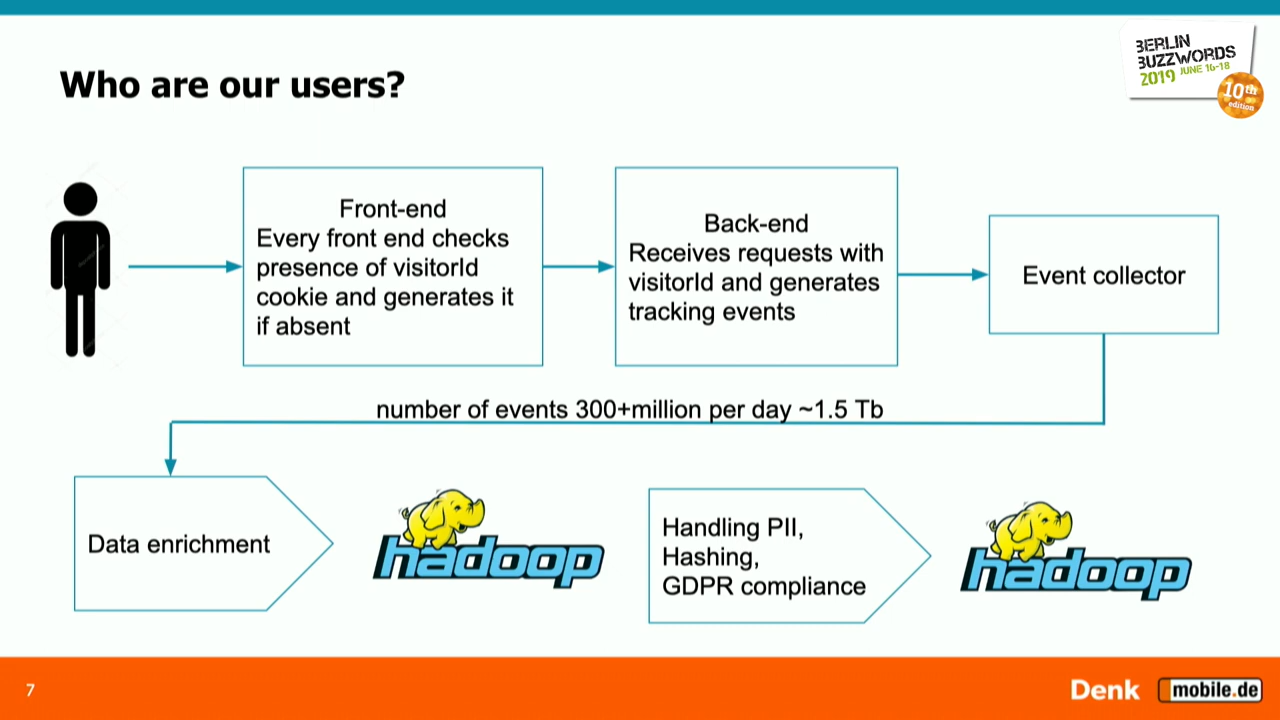 Who are our users?
BERLIN
BUZZWORDS
2019 JUNE 16-18
10th
edition
Front-end
Every front end checks
presence of visitorId
cookie and generates it
if absent
Back-end
Receives requests with
visitorId and generates
tracking events
Event collector
number of events 300+million per day ~1.5 Tb
Data enrichment
hadoop
Handling PII,
Hashing,
GDPR compliance
hadoop
7
Denk
mobile.de